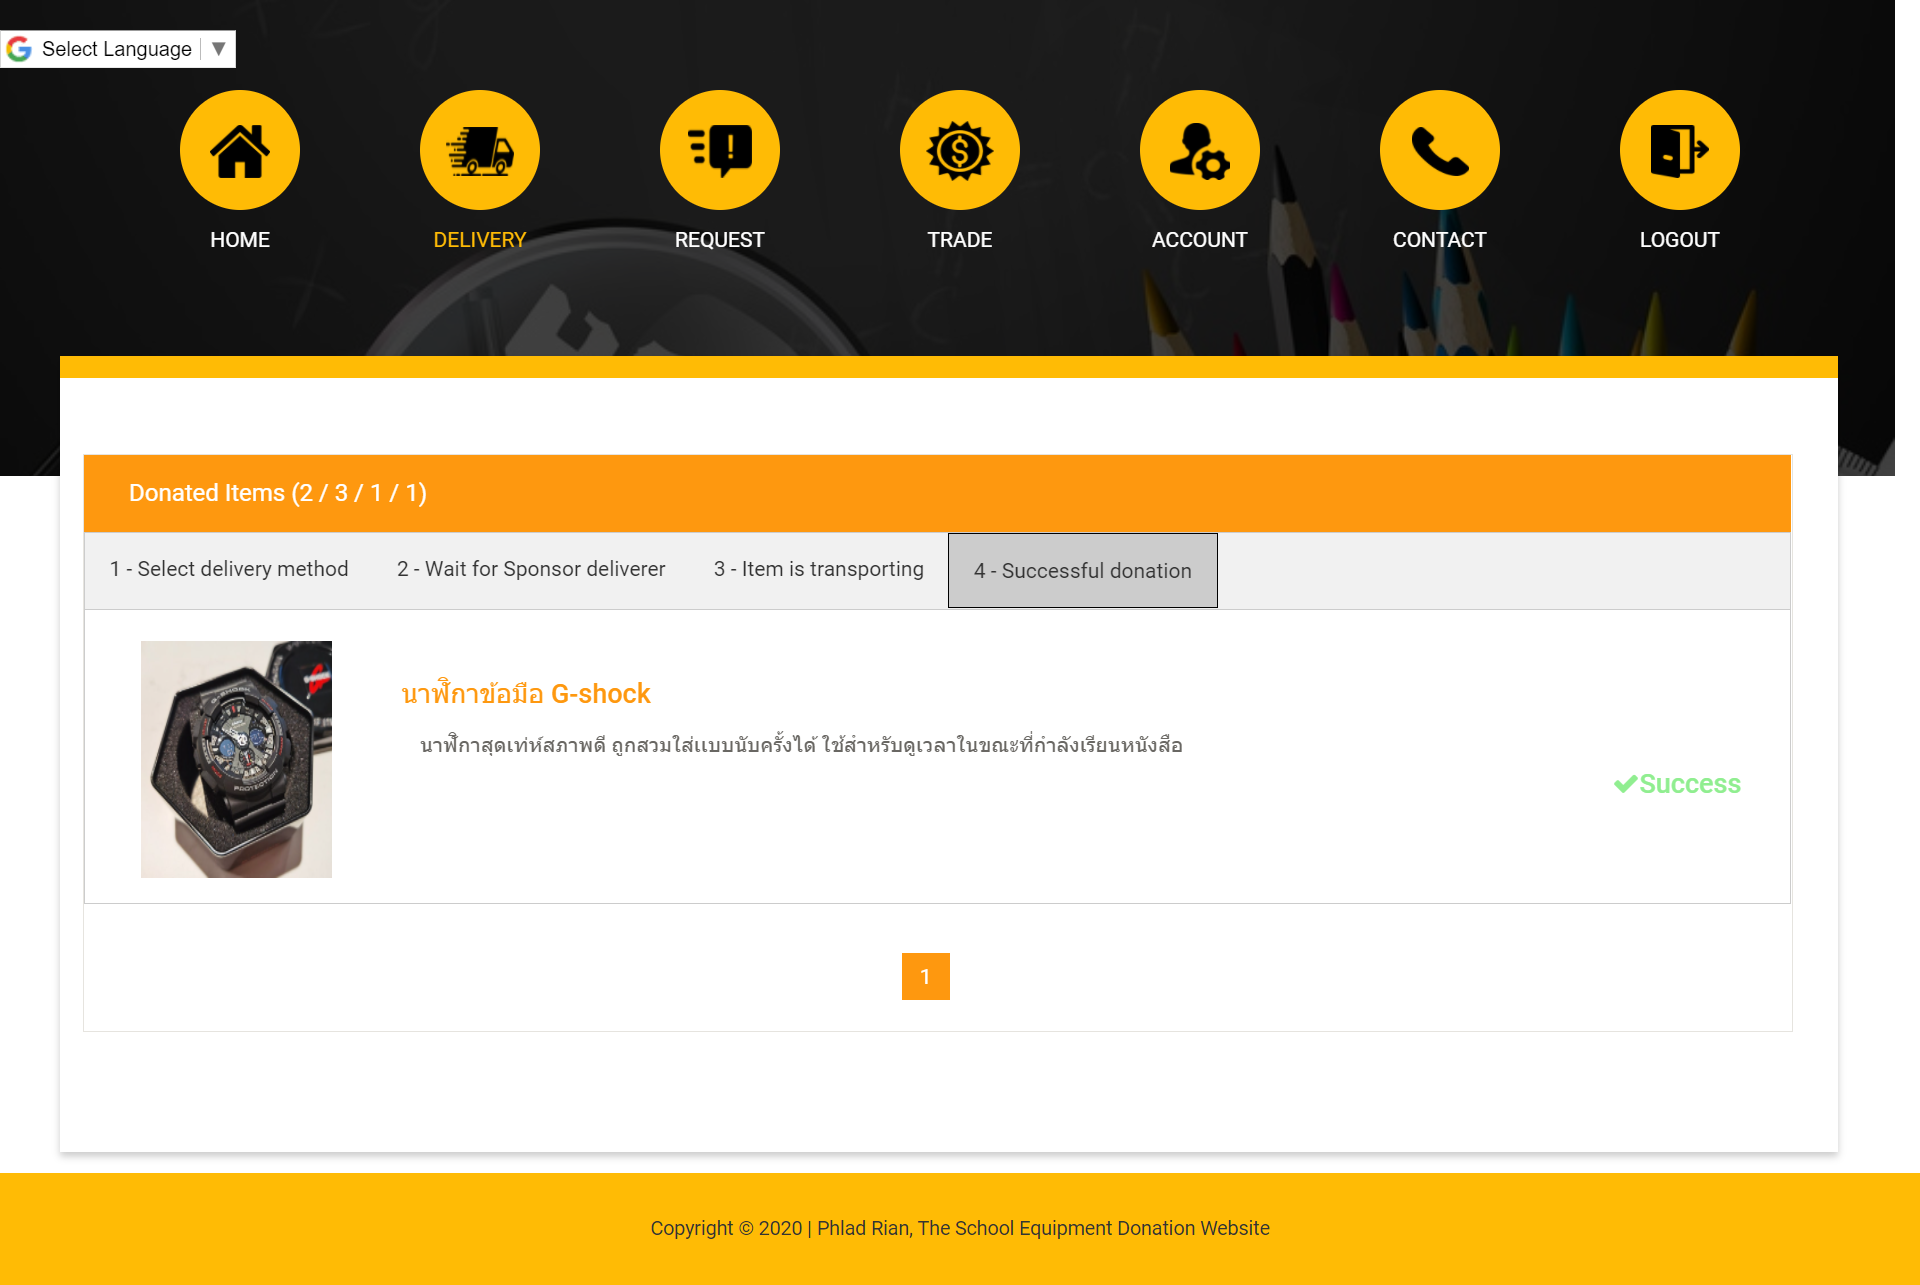 Select Language ▼
HOME
DELIVERY
REQUEST
TRADE
ACCOUNT
CONTACT
LOGOUT
Donated Items (2 / 3 / 1 / 1)
1 - Select delivery method
2 - Wait for Sponsor deliverer
3 - Item is transporting
4 - Successful donation
G-SHOCK
PROTECTION
นาฬิกาข้อมือ G-shock
นาฬิกาสุดเท่ห์สภาพดี ถูกสวมใส่แบบนับครั้งได้ ใช้สำหรับดูเวลาในขณะที่กำลังเรียนหนังสือ
Success
1
Copyright © 2020 | Phlad Rian, The School Equipment Donation Website